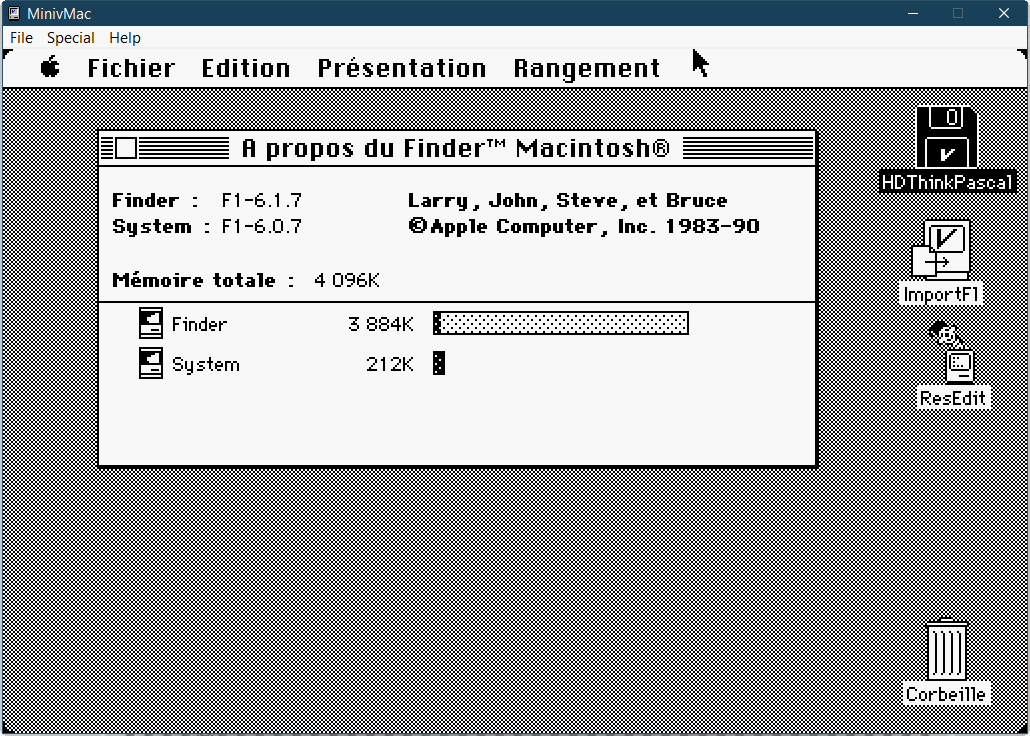 MinivMac
File Special Help
Fichier Edition Présentation Rangement
A propos du Finder™ Macintosh®
Finder : F1-6.1.7 Larry, John, Steve, et Bruce
System : F1-6.0.7 ©Apple Computer, Inc. 1983-90
Mémoire totale : 4 096K
Finder 3 884K
System 212K
HDThinkPascal
ImportF1
ResEdit
Corbeille